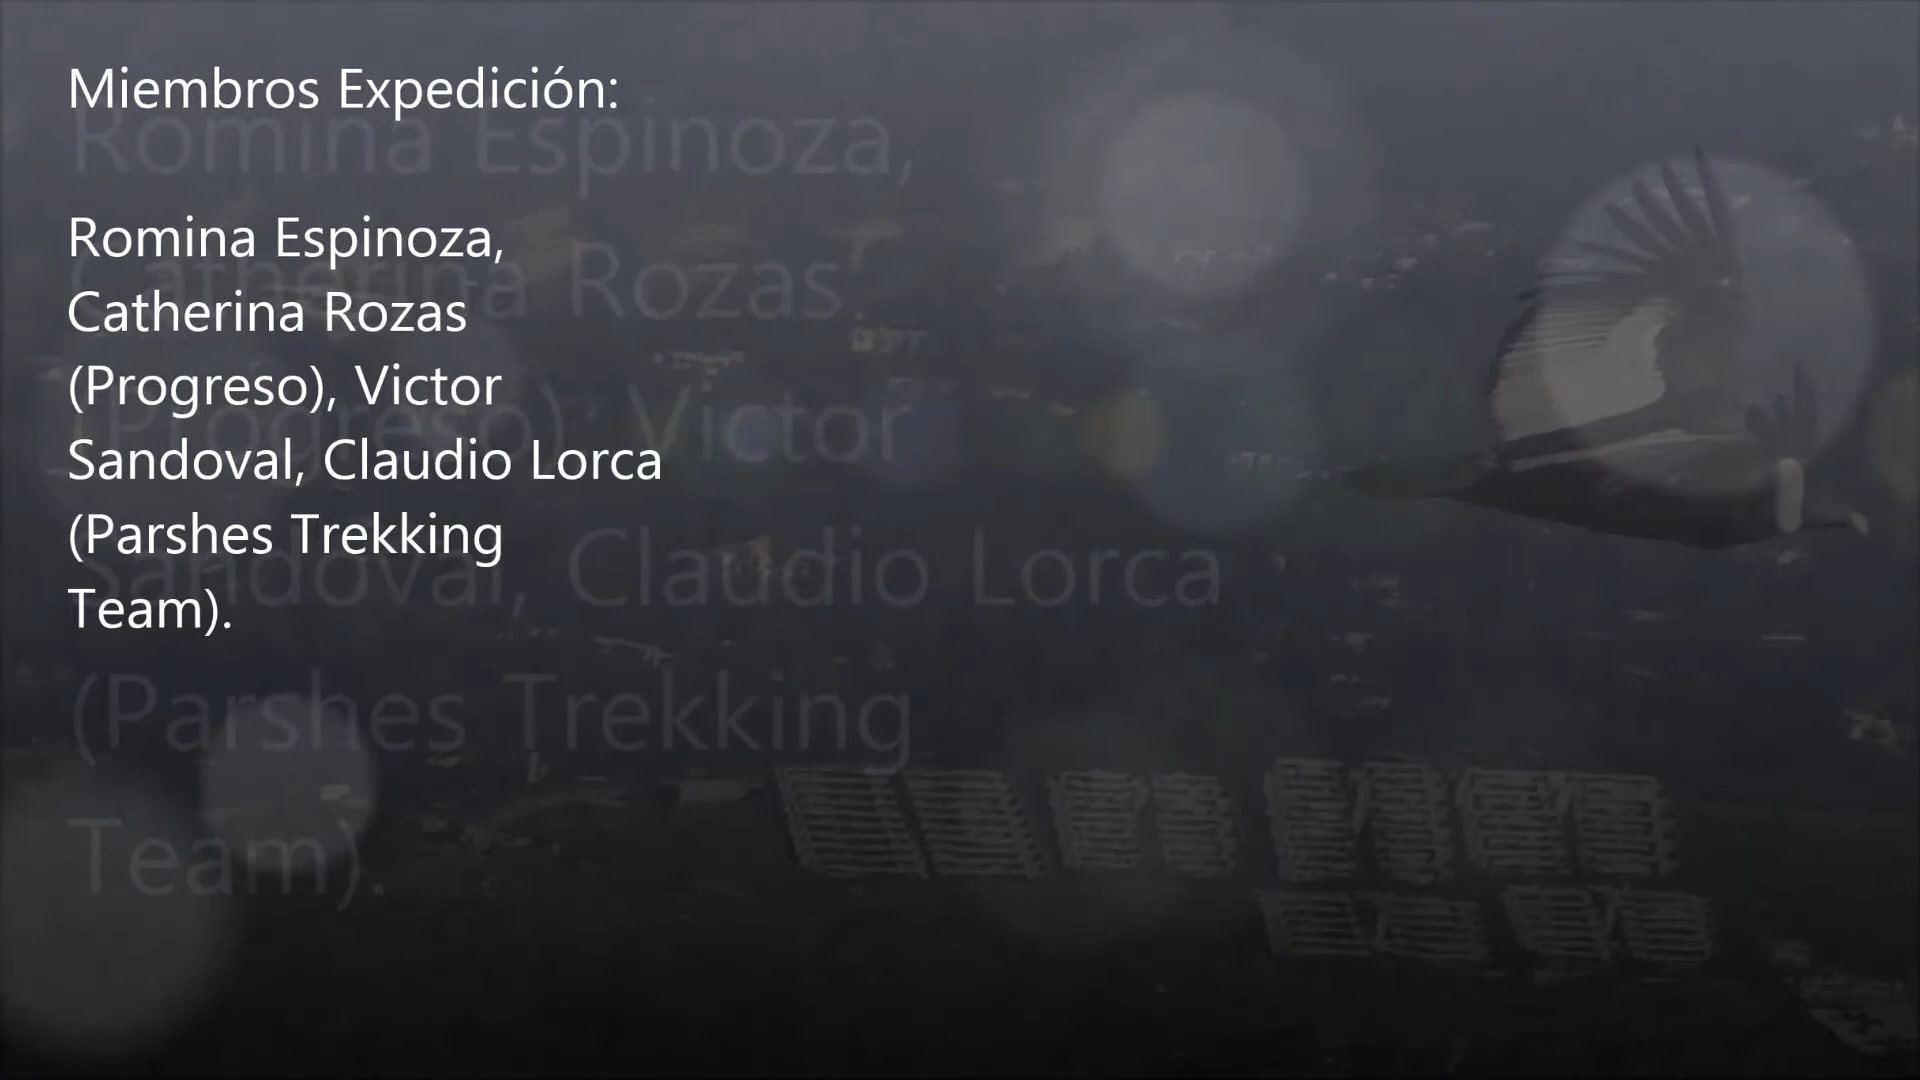 Miembros Expedición:
Romina Espinoza,
Catherina Rozas
(Progreso), Victor
Sandoval, Claudio Lorca
(Parshes Trekking
Team).